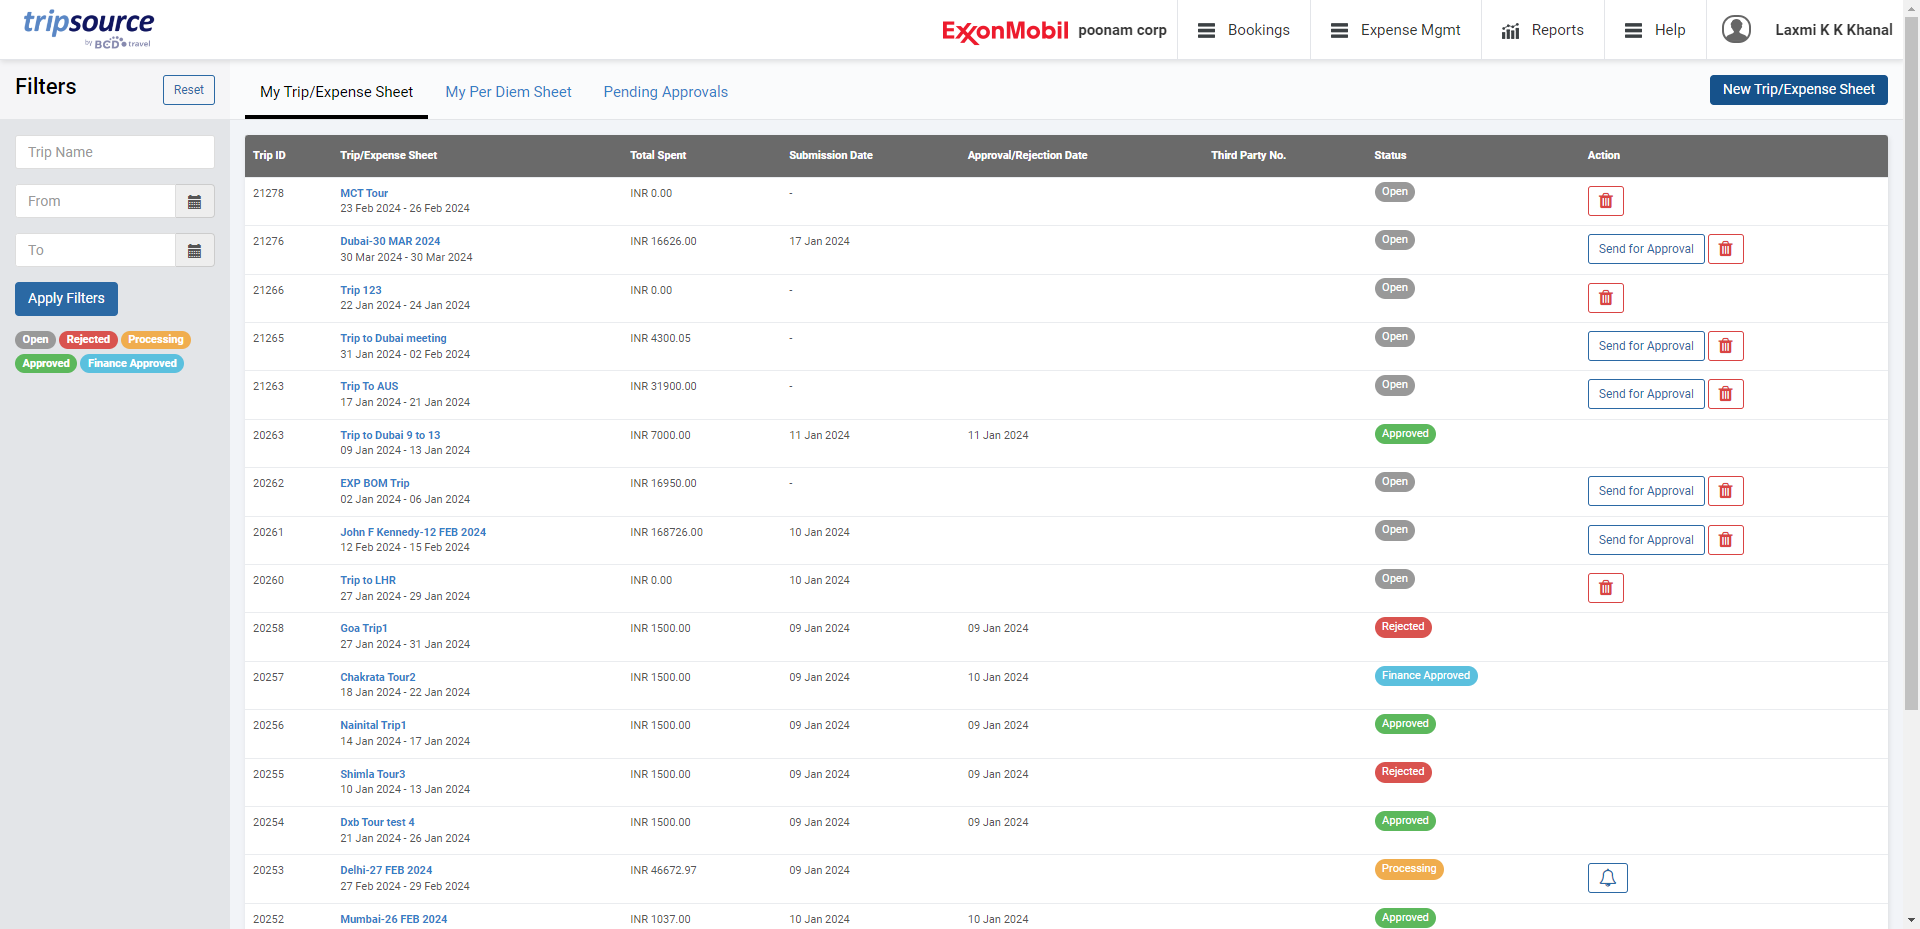 tripsource
by BCD travel
ExxonMobil poonam corp Bookings Expense Mgmt Reports Help Laxmi K K Khanal
Filters Reset
Trip Name
From
To
Apply Filters
Open Rejected Processing
Approved Finance Approved
My Trip/Expense Sheet My Per Diem Sheet Pending Approvals New Trip/Expense Sheet
Trip ID Trip/Expense Sheet Total Spent Submission Date Approval/Rejection Date Third Party No. Status Action
21278 MCT Tour INR 0.00 - Open
23 Feb 2024 - 26 Feb 2024
21276 Dubai-30 MAR 2024 INR 16626.00 17 Jan 2024 Open Send for Approval
30 Mar 2024 - 30 Mar 2024
21266 Trip 123 INR 0.00 - Open
22 Jan 2024 - 24 Jan 2024
21265 Trip to Dubai meeting INR 4300.05 - Open Send for Approval
31 Jan 2024 - 02 Feb 2024
21263 Trip To AUS INR 31900.00 - Open Send for Approval
17 Jan 2024 - 21 Jan 2024
20263 Trip to Dubai 9 to 13 INR 7000.00 11 Jan 2024 11 Jan 2024 Approved
09 Jan 2024 - 13 Jan 2024
20262 EXP BOM Trip INR 16950.00 - Open Send for Approval
02 Jan 2024 - 06 Jan 2024
20261 John F Kennedy-12 FEB 2024 INR 168726.00 10 Jan 2024 Open Send for Approval
12 Feb 2024 - 15 Feb 2024
20260 Trip to LHR INR 0.00 10 Jan 2024 Open
27 Jan 2024 - 29 Jan 2024
20258 Goa Trip1 INR 1500.00 09 Jan 2024 09 Jan 2024 Rejected
27 Jan 2024 - 31 Jan 2024
20257 Chakrata Tour2 INR 1500.00 09 Jan 2024 10 Jan 2024 Finance Approved
18 Jan 2024 - 22 Jan 2024
20256 Nainital Trip1 INR 1500.00 09 Jan 2024 09 Jan 2024 Approved
14 Jan 2024 - 17 Jan 2024
20255 Shimla Tour3 INR 1500.00 09 Jan 2024 09 Jan 2024 Rejected
10 Jan 2024 - 13 Jan 2024
20254 Dxb Tour test 4 INR 1500.00 09 Jan 2024 09 Jan 2024 Approved
21 Jan 2024 - 26 Jan 2024
20253 Delhi-27 FEB 2024 INR 46672.97 09 Jan 2024 Processing
27 Feb 2024 - 29 Feb 2024
20252 Mumbai-26 FEB 2024 INR 1037.00 10 Jan 2024 10 Jan 2024 Approved